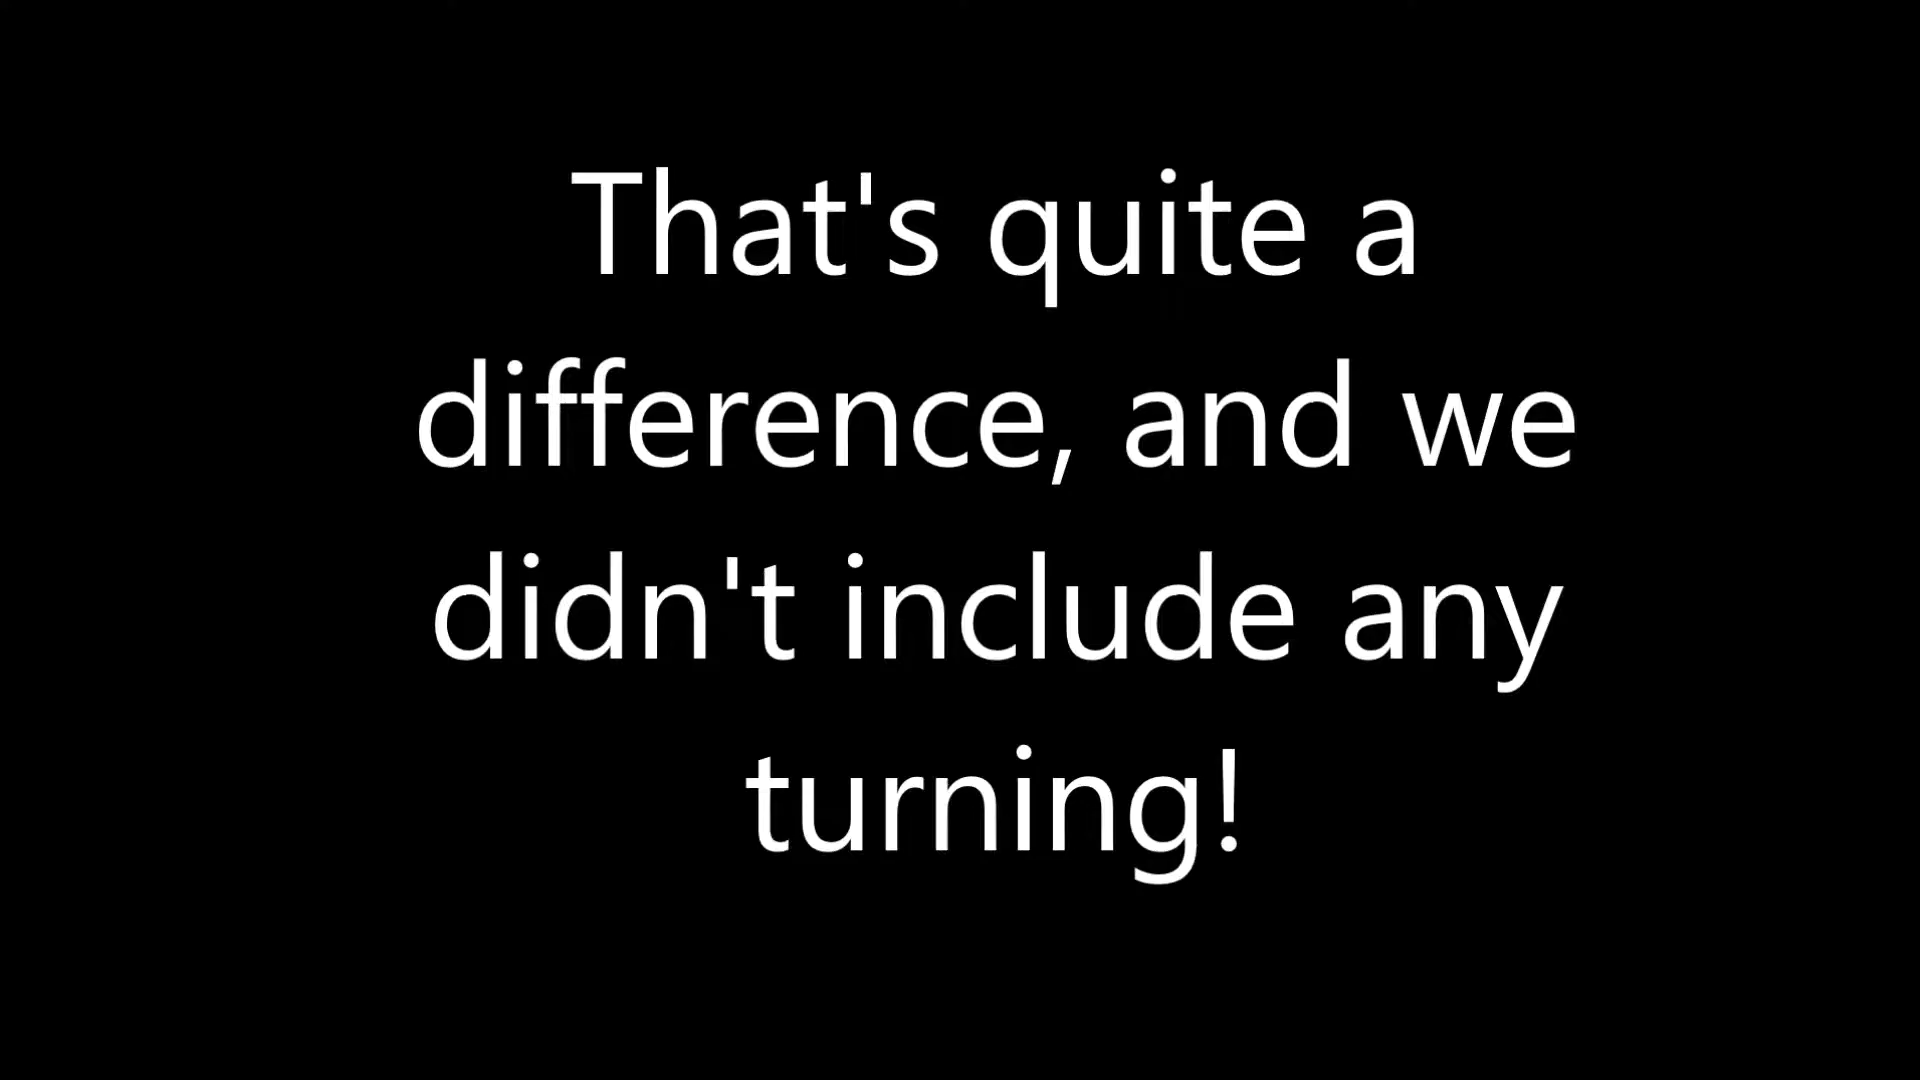 That's quite a
difference, and we
didn't include any
turning!